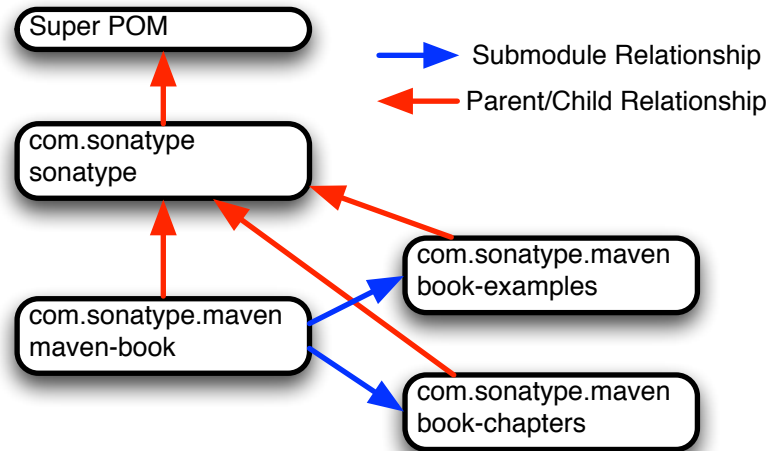 Super POM
Submodule Relationship
Parent/Child Relationship
com.sonatype
sonatype
com.sonatype.maven
book-examples
com.sonatype.maven
maven-book
com.sonatype.maven
book-chapters